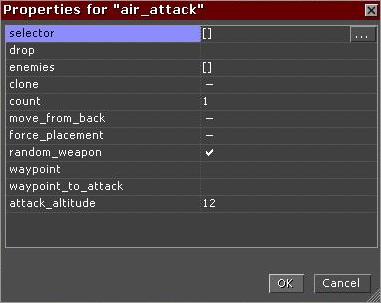 Properties for "air_attack"
selector []
...
drop
enemies []
clone –
count 1
move_from_back –
force_placement –
random_weapon ✔
waypoint
waypoint_to_attack
attack_altitude 12
OK Cancel